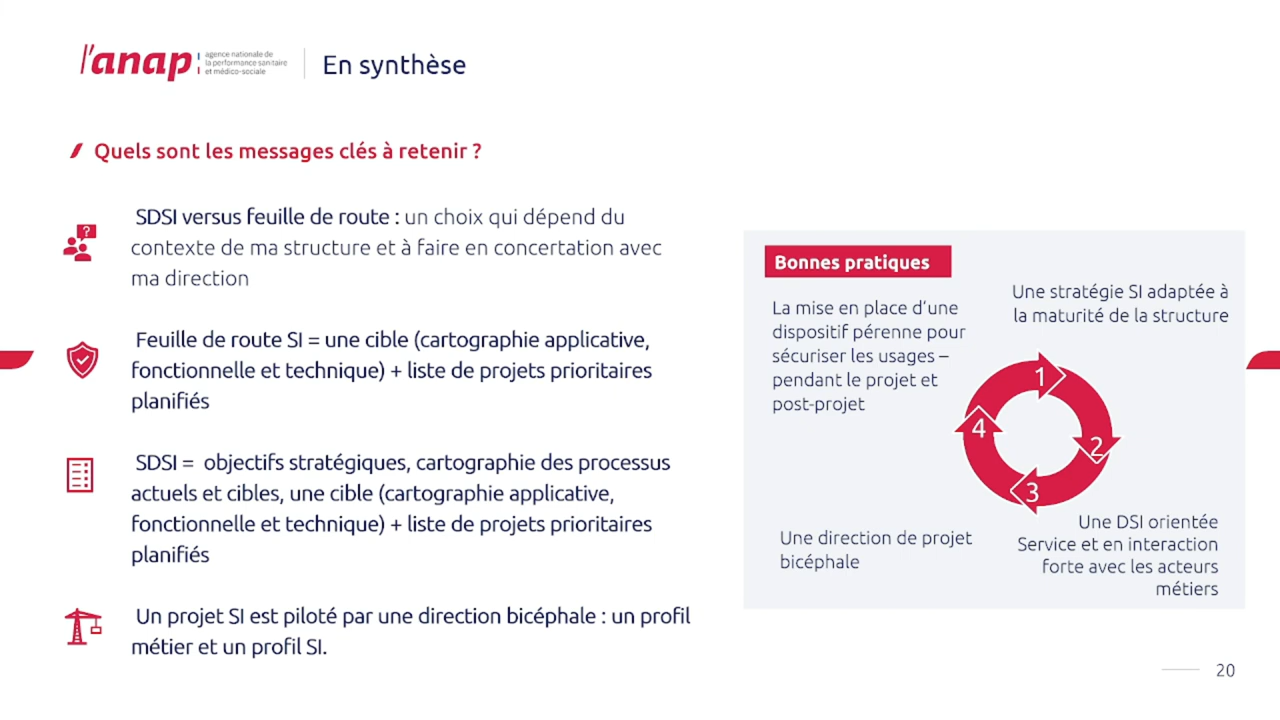 l'anap
agence nationale de
la performance sanitaire
et médico-sociale
En synthèse
Quels sont les messages clés à retenir ?
?
SDSI versus feuille de route : un choix qui dépend du
contexte de ma structure et à faire en concertation avec
ma direction
Feuille de route SI = une cible (cartographie applicative,
fonctionnelle et technique) + liste de projets prioritaires
planifiés
SDSI = objectifs stratégiques, cartographie des processus
actuels et cibles, une cible (cartographie applicative,
fonctionnelle et technique) + liste de projets prioritaires
planifiés
Un projet SI est piloté par une direction bicéphale : un profil
métier et un profil SI.
Bonnes pratiques
Une stratégie SI adaptée à
la maturité de la structure
La mise en place d'une
dispositif pérenne pour
sécuriser les usages –
pendant le projet et
post-projet
1
2
3
4
Une DSI orientée
Service et en interaction
forte avec les acteurs
métiers
Une direction de projet
bicéphale
20